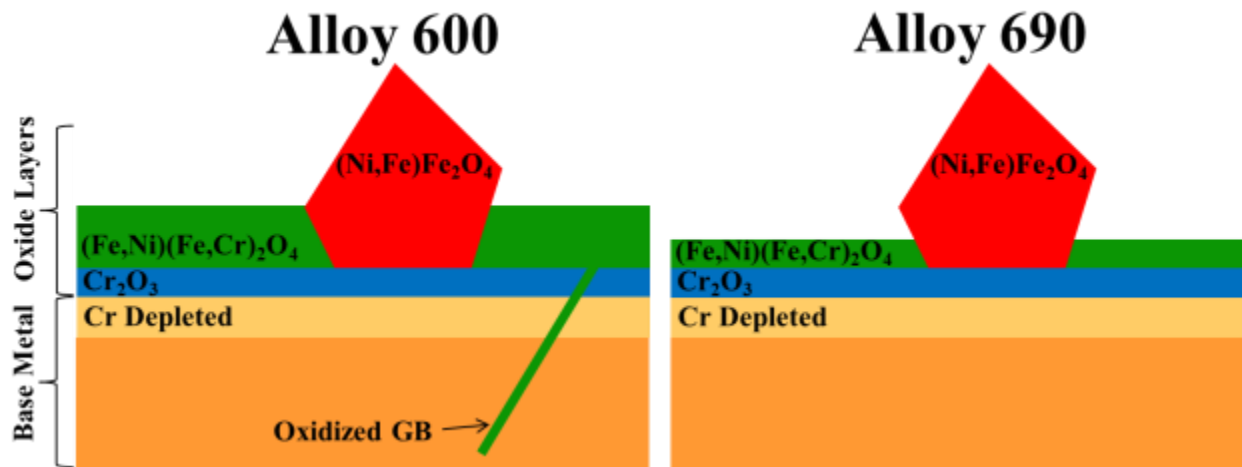 Alloy 600
Alloy 690
Oxide Layers
Base Metal
(Ni,Fe)Fe₂O₄
(Fe,Ni)(Fe,Cr)₂O₄
Cr₂O₃
Cr Depleted
Oxidized GB
(Ni,Fe)Fe₂O₄
(Fe,Ni)(Fe,Cr)₂O₄
Cr₂O₃
Cr Depleted